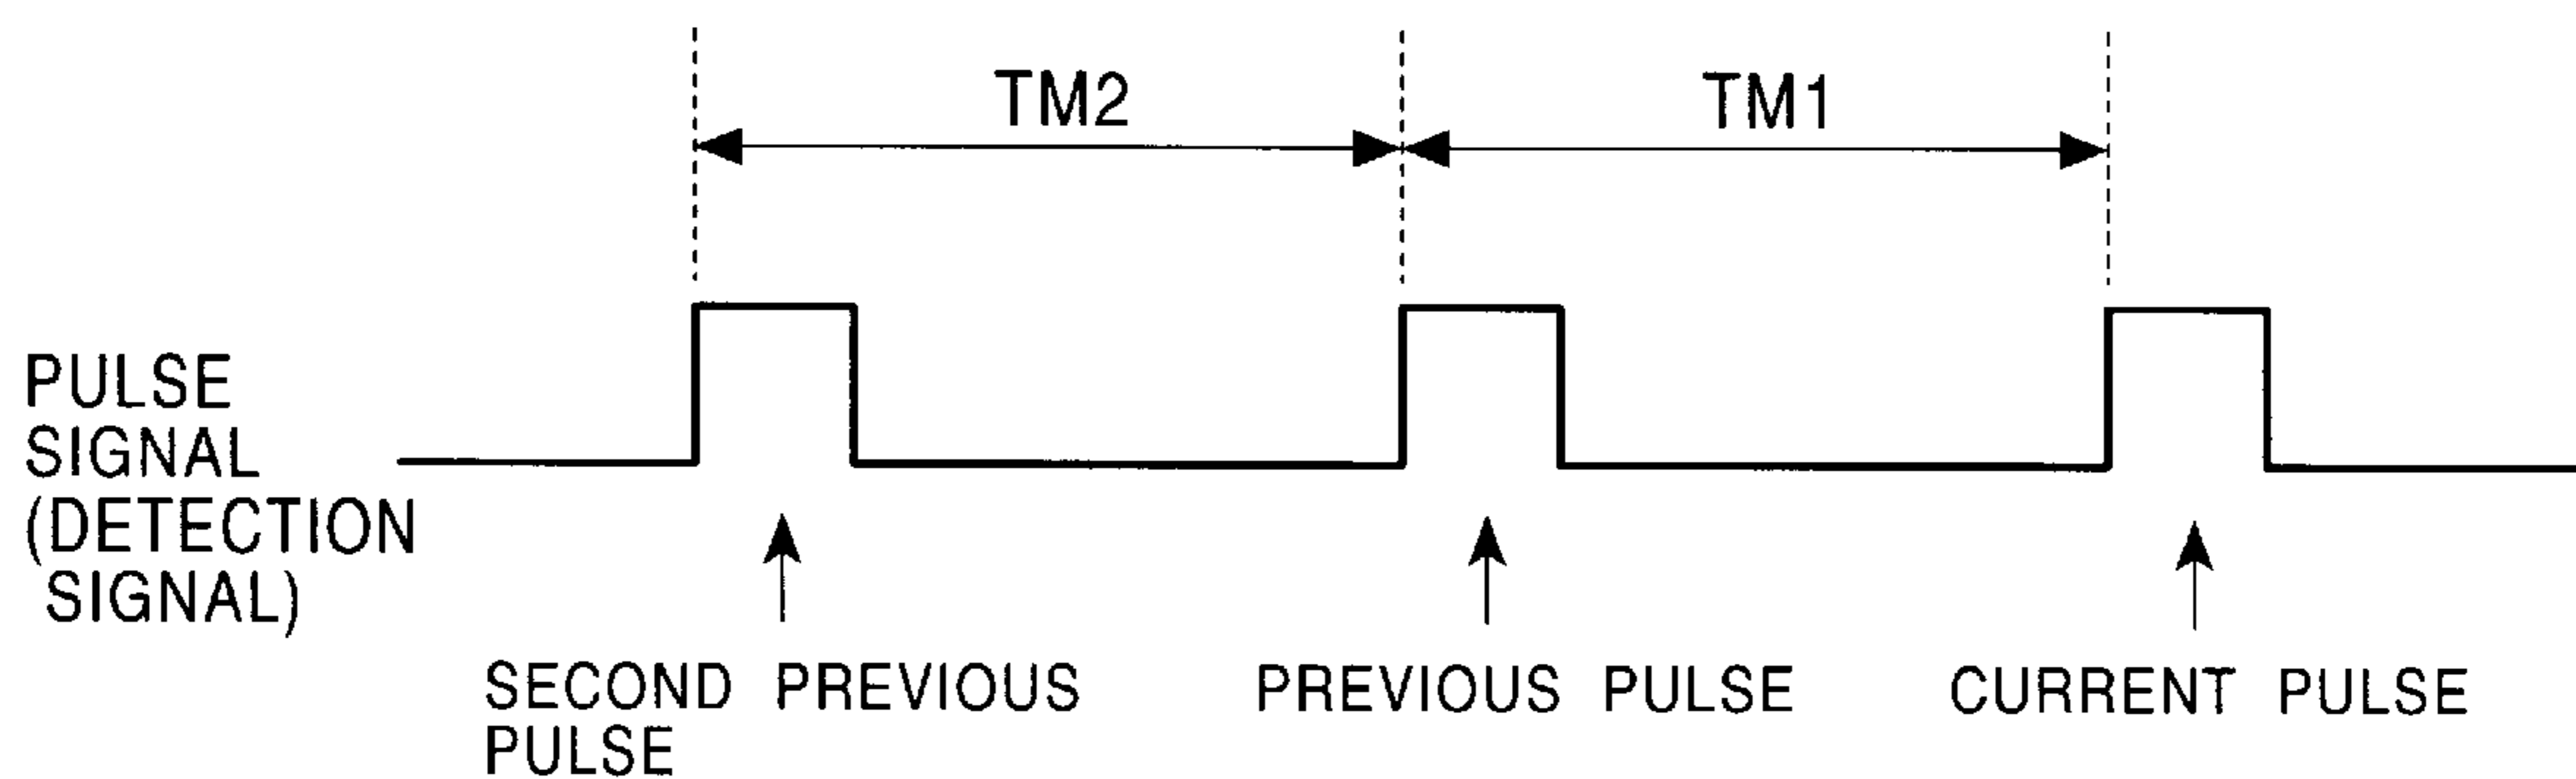 TM2
TM1
PULSE
SIGNAL
(DETECTION
SIGNAL)
SECOND PREVIOUS
PULSE
PREVIOUS PULSE
CURRENT PULSE